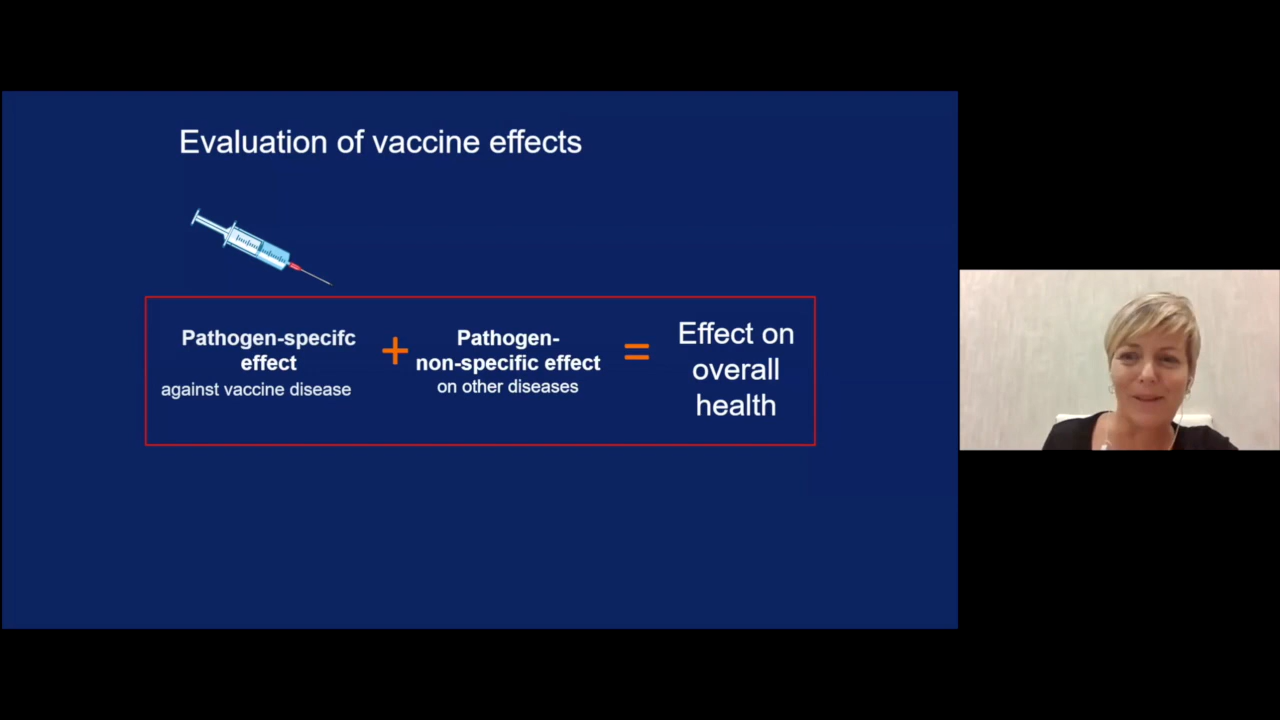 Evaluation of vaccine effects
Pathogen-specifc
effect
against vaccine disease
+
Pathogen-
non-specific effect
on other diseases
=
Effect on
overall
health